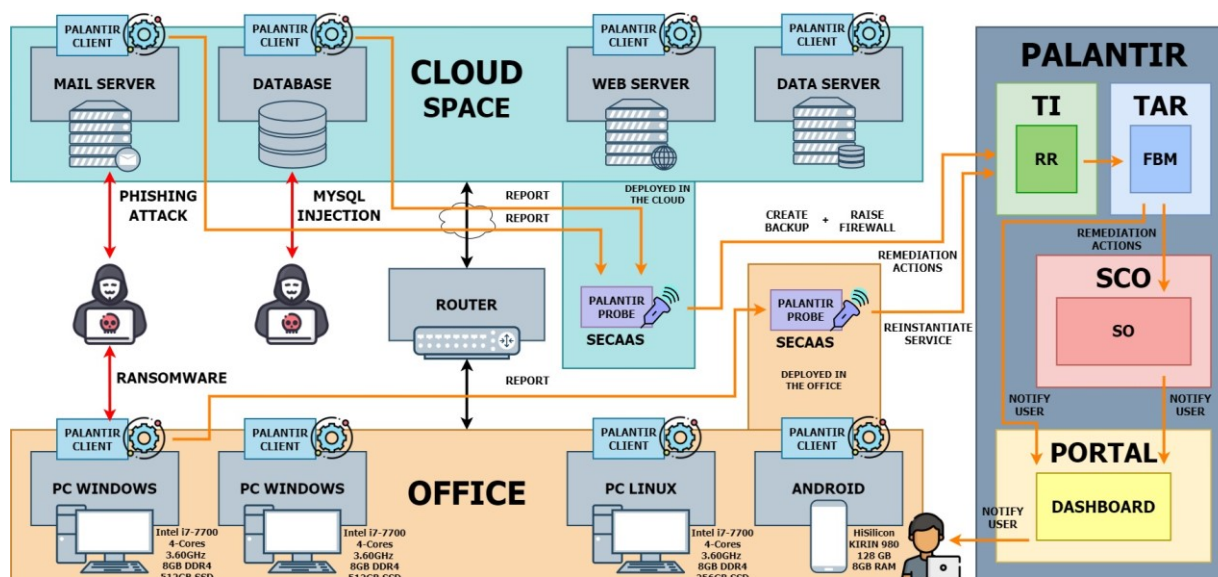 PALANTIR
CLIENT
MAIL SERVER
PALANTIR
CLIENT
DATABASE
CLOUD
SPACE
PALANTIR
CLIENT
WEB SERVER
PALANTIR
CLIENT
DATA SERVER
PALANTIR
TI
RR
TAR
FBM
PHISHING
ATTACK
MYSQL
INJECTION
REPORT
REPORT
DEPLOYED IN
THE CLOUD
CREATE
BACKUP
+
RAISE
FIREWALL
REMEDIATION
ACTIONS
REMEDIATION
ACTIONS
ROUTER
PALANTIR
PROBE
SECAAS
PALANTIR
PROBE
SECAAS
REINSTANTIATE
SERVICE
DEPLOYED IN
THE OFFICE
SCO
SO
RANSOMWARE
REPORT
NOTIFY
USER
NOTIFY
USER
PALANTIR
CLIENT
PC WINDOWS
Intel i7-7700
4-Cores
3.60GHz
8GB DDR4
512GB SSD
PALANTIR
CLIENT
PC WINDOWS
Intel i7-7700
4-Cores
3.60GHz
8GB DDR4
512GB SSD
OFFICE
PALANTIR
CLIENT
PC LINUX
Intel i7-7700
4-Cores
3.60GHz
8GB DDR4
256GB SSD
PALANTIR
CLIENT
ANDROID
HiSilicon
KIRIN 980
128 GB
8GB RAM
PORTAL
DASHBOARD
NOTIFY
USER